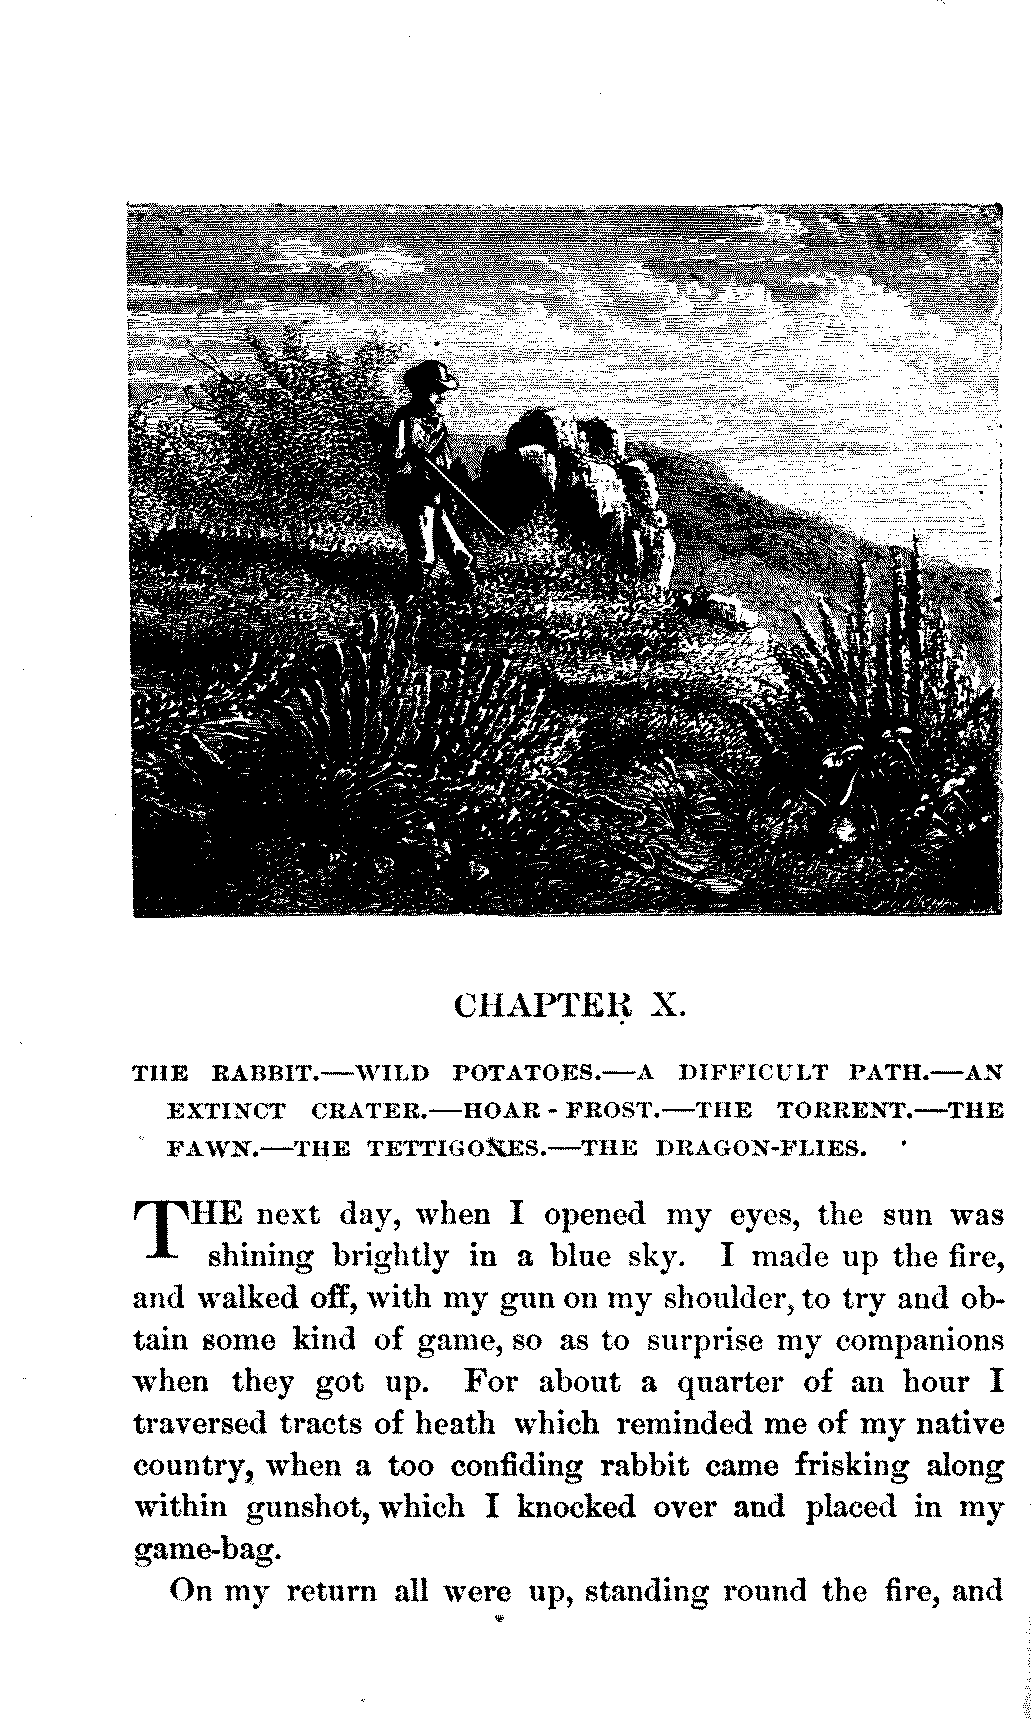 CHAPTER X.
THE RABBIT.—WILD POTATOES.—A DIFFICULT PATH.—AN
EXTINCT CRATER.—HOAR-FROST.—THE TORRENT.—THE
FAWN.—THE TETTIGONES.—THE DRAGON-FLIES.
THE next day, when I opened my eyes, the sun was
shining brightly in a blue sky. I made up the fire,
and walked off, with my gun on my shoulder, to try and ob-
tain some kind of game, so as to surprise my companions
when they got up. For about a quarter of an hour I
traversed tracts of heath which reminded me of my native
country, when a too confiding rabbit came frisking along
within gunshot, which I knocked over and placed in my
game-bag.
On my return all were up, standing round the fire, and